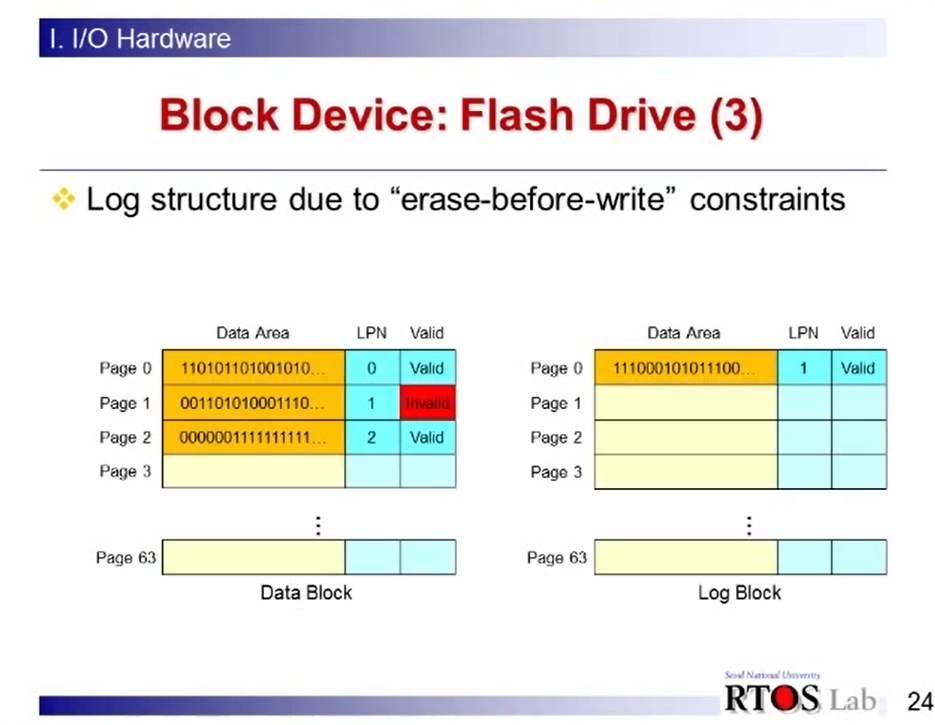 I. I/O Hardware
Block Device: Flash Drive (3)
Log structure due to “erase-before-write” constraints
Data Area LPN Valid
Page 0 110101101001010... 0 Valid
Page 1 001101010001110... 1 Invalid
Page 2 0000001111111111... 2 Valid
Page 3
⋮
Page 63
Data Block
Data Area LPN Valid
Page 0 111000101011100... 1 Valid
Page 1
Page 2
Page 3
⋮
Page 63
Log Block
Seoul National University
RTOS Lab
24